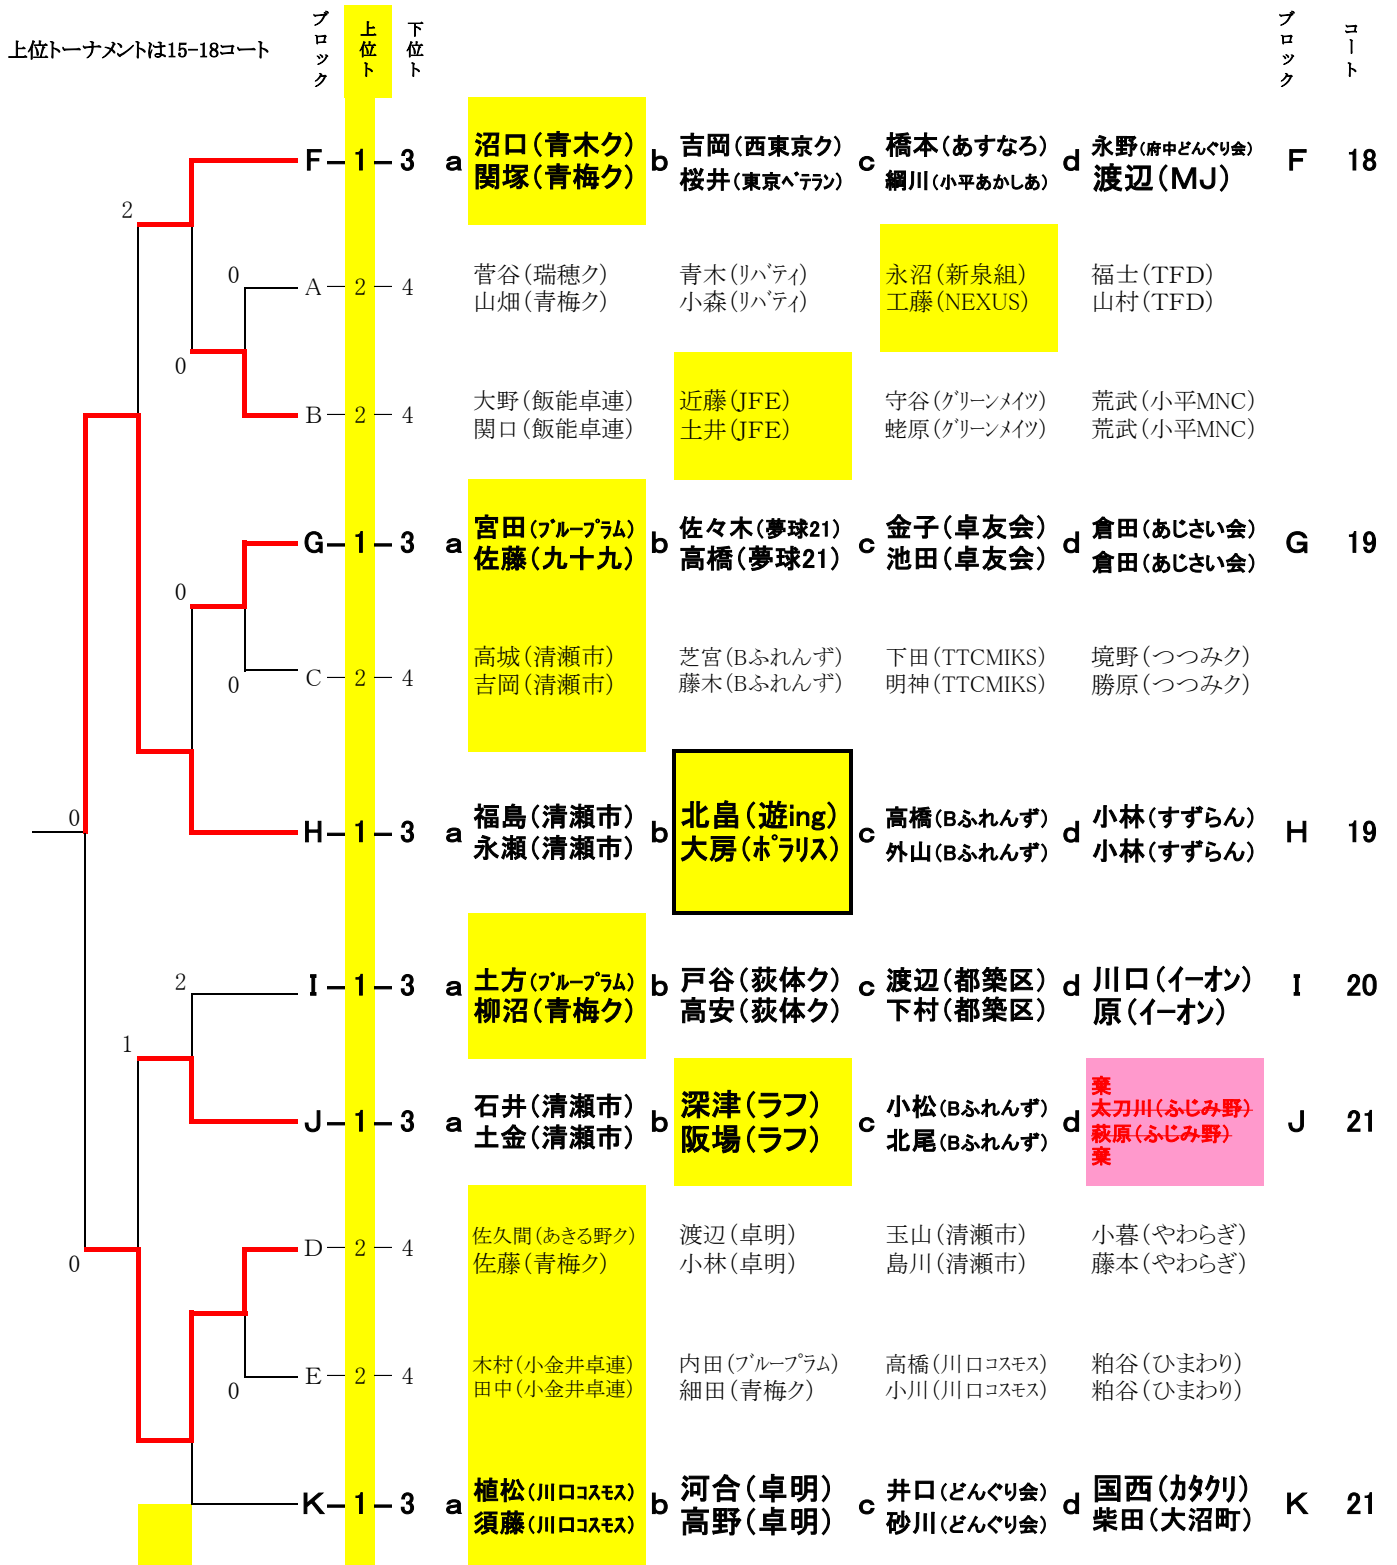 上位トーナメントは15-18コート
ブロック 上位ト 下位ト ブロック コート
F 1 3 a 沼口(青木ク) b 吉岡(西東京ク) c 橋本(あすなろ) d 永野(府中どんぐり会) F 18
関塚(青梅ク) 桜井(東京ベテラン) 綱川(小平あかしあ) 渡辺(MJ)
2
0 A 2 4 菅谷(瑞穂ク) 青木(リバティ) 永沼(新泉組) 福士(TFD)
山畑(青梅ク) 小森(リバティ) 工藤(NEXUS) 山村(TFD)
0
B 2 4 大野(飯能卓連) 近藤(JFE) 守谷(グリーンメイツ) 荒武(小平MNC)
関口(飯能卓連) 土井(JFE) 蛯原(グリーンメイツ) 荒武(小平MNC)
G 1 3 a 宮田(ブループラム) b 佐々木(夢球21) c 金子(卓友会) d 倉田(あじさい会) G 19
佐藤(九十九) 高橋(夢球21) 池田(卓友会) 倉田(あじさい会)
0
0 C 2 4 高城(清瀬市) 芝宮(Bふれんず) 下田(TTCMIKS) 境野(つつみク)
吉岡(清瀬市) 藤木(Bふれんず) 明神(TTCMIKS) 勝原(つつみク)
0 H 1 3 a 福島(清瀬市) b 北畠(遊ing) c 高橋(Bふれんず) d 小林(すずらん) H 19
永瀬(清瀬市) 大房(ポラリス) 外山(Bふれんず) 小林(すずらん)
2 I 1 3 a 土方(ブループラム) b 戸谷(荻体ク) c 渡辺(都築区) d 川口(イーオン) I 20
柳沼(青梅ク) 高安(荻体ク) 下村(都築区) 原(イーオン)
1
棄
J 1 3 a 石井(清瀬市) b 深津(ラフ) c 小松(Bふれんず) d 太刀川(ふじみ野) J 21
土金(清瀬市) 阪場(ラフ) 北尾(Bふれんず) 萩原(ふじみ野)
棄
0 D 2 4 佐久間(あきる野ク) 渡辺(卓明) 玉山(清瀬市) 小暮(やわらぎ)
佐藤(青梅ク) 小林(卓明) 島川(清瀬市) 藤本(やわらぎ)
0 E 2 4 木村(小金井卓連) 内田(ブループラム) 高橋(川口コスモス) 粕谷(ひまわり)
田中(小金井卓連) 細田(青梅ク) 小川(川口コスモス) 粕谷(ひまわり)
K 1 3 a 植松(川口コスモス) b 河合(卓明) c 井口(どんぐり会) d 国西(カタクリ) K 21
須藤(川口コスモス) 高野(卓明) 砂川(どんぐり会) 柴田(大沼町)